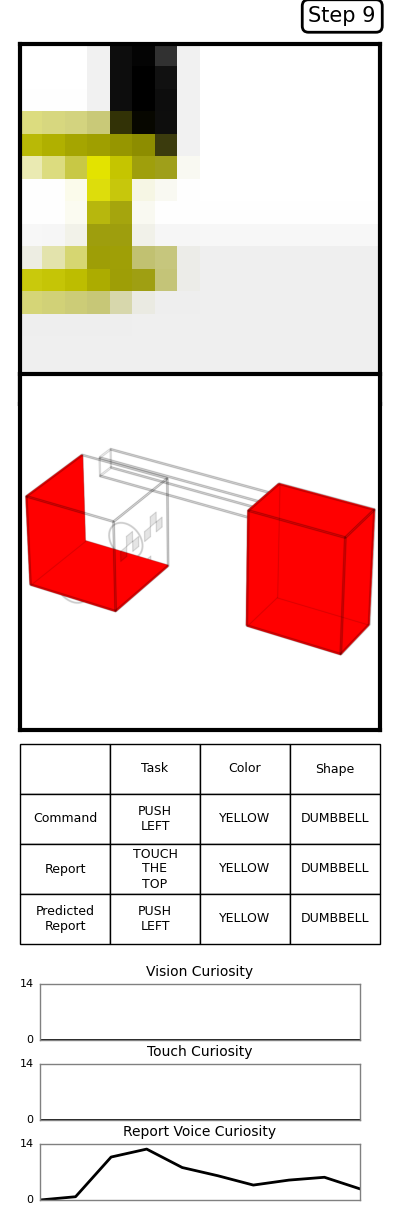 Step 9
Task Color Shape
Command PUSH LEFT YELLOW DUMBBELL
Report TOUCH THE TOP YELLOW DUMBBELL
Predicted Report PUSH LEFT YELLOW DUMBBELL
Vision Curiosity
14
0
Touch Curiosity
14
0
Report Voice Curiosity
14
0